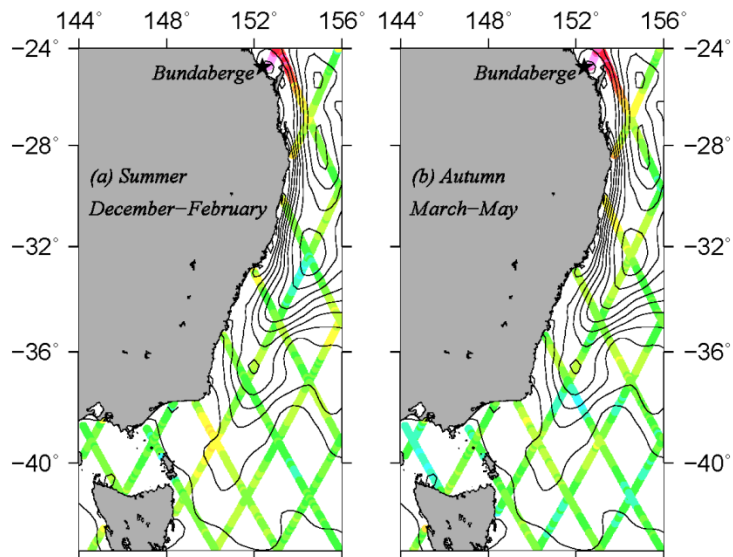 144° 148° 152° 156° 144° 148° 152° 156°
−24° −24°
Bundaberge Bundaberge
−28° −28°
(a) Summer (b) Autumn
December−February March−May
−32° −32°
−36° −36°
−40° −40°